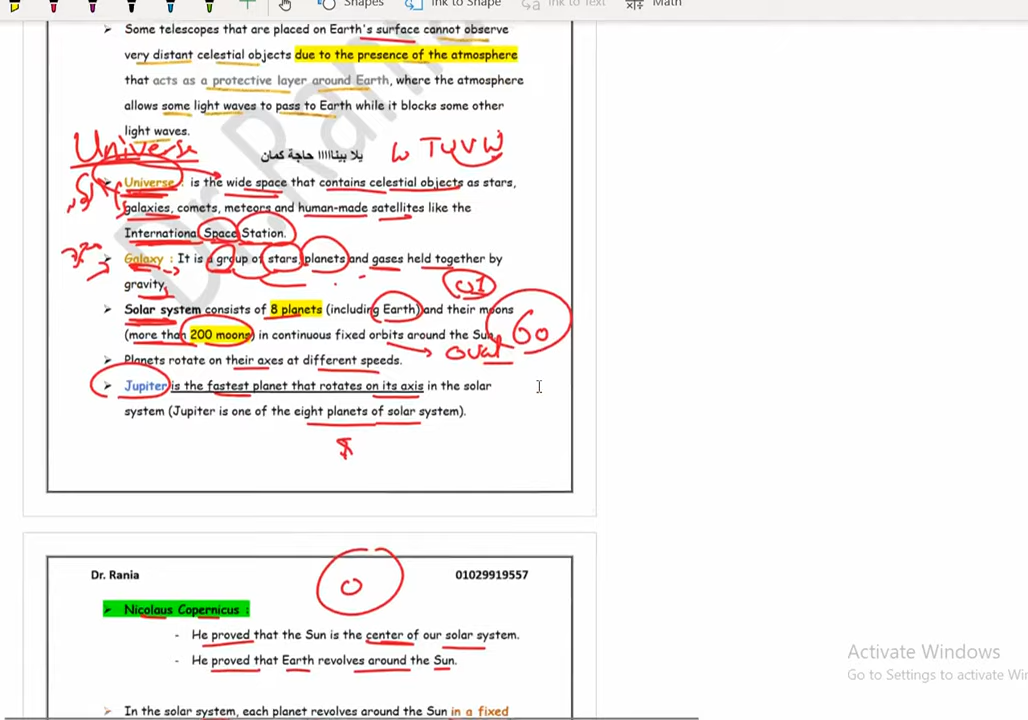 Shapes Ink to Shape Ink to Text Math
Some telescopes that are placed on Earth's surface cannot observe
very distant celestial objects due to the presence of the atmosphere
that acts as a protective layer around Earth, where the atmosphere
allows some light waves to pass to Earth while it blocks some other
light waves.
Universe
يلا بيناااا حاجة كمان
W T U V W
Universe : is the wide space that contains celestial objects as stars,
galaxies, comets, meteors and human-made satellites like the
International Space Station.
Galaxy : It is a group of stars, planets and gases held together by
gravity.
Solar system consists of 8 planets (including Earth) and their moons
(more than 200 moons) in continuous fixed orbits around the Sun.
60
oval
Planets rotate on their axes at different speeds.
Jupiter is the fastest planet that rotates on its axis in the solar
system (Jupiter is one of the eight planets of solar system).
Dr. Rania
Dr. Rania 01029919557
Nicolaus Copernicus :
- He proved that the Sun is the center of our solar system.
- He proved that Earth revolves around the Sun.
In the solar system, each planet revolves around the Sun in a fixed
Activate Windows
Go to Settings to activate Win